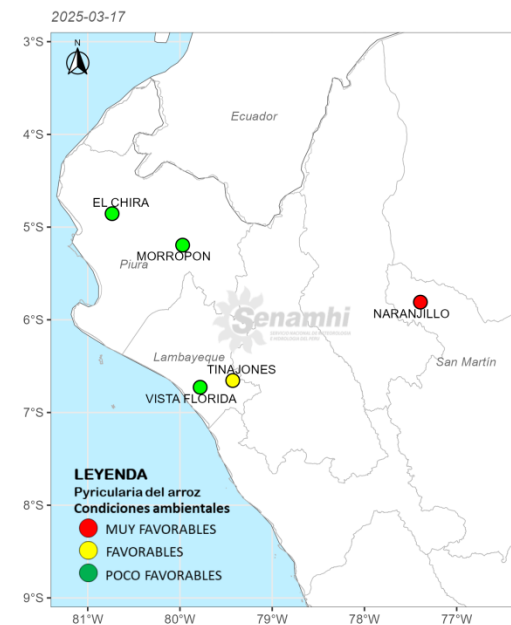 2025-03-17
N
3°S
4°S
Ecuador
EL CHIRA
5°S
MORROPON
Piura
NARANJILLO
6°S
Senamhi
Lambayeque
San Martín
TINAJONES
VISTA FLORIDA
7°S
LEYENDA
Pyricularia del arroz
Condiciones ambientales
8°S
MUY FAVORABLES
FAVORABLES
POCO FAVORABLES
9°S
81°W 80°W 79°W 78°W 77°W